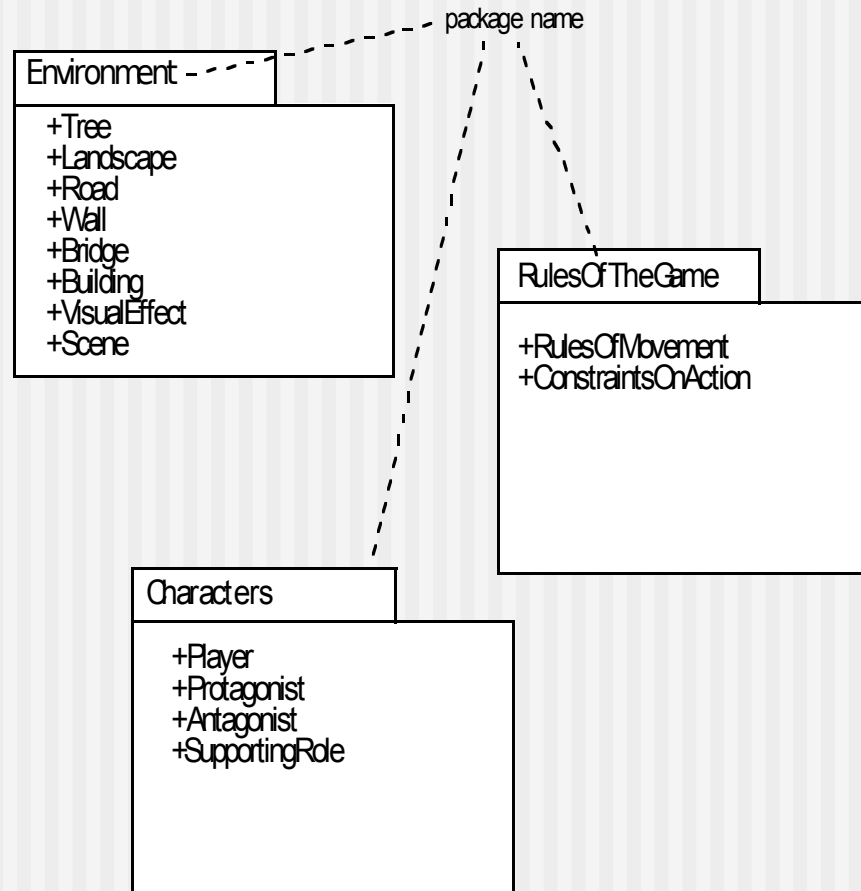 package name
Environment
+Tree
+Landscape
+Road
+Wall
+Bridge
+Building
+VisualEffect
+Scene
RulesOfTheGame
+RulesOfMovement
+ConstraintsOnAction
Characters
+Player
+Protagonist
+Antagonist
+SupportingRole